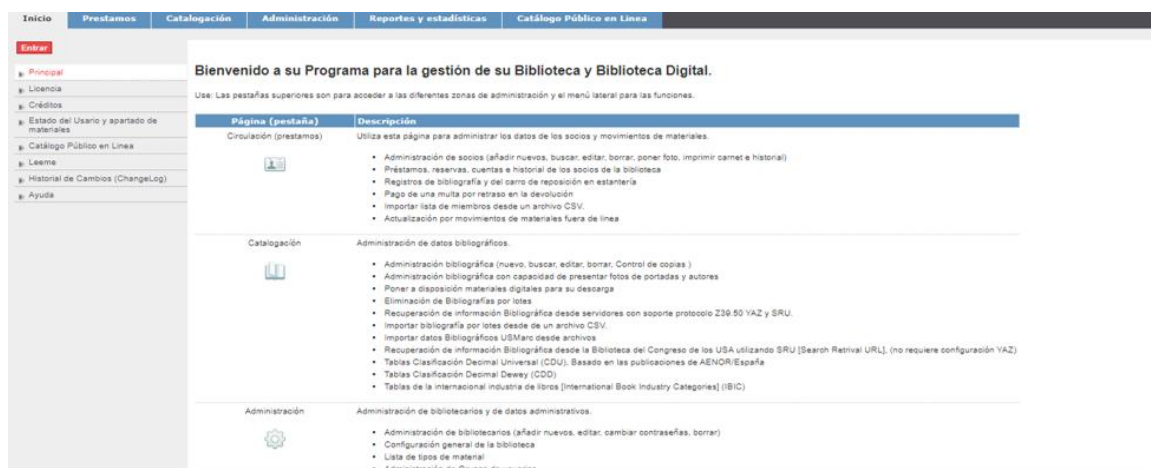 Inicio Prestamos Catalogación Administración Reportes y estadísticas Catálogo Público en Linea
Entrar
Principal
Licencia
Créditos
Estado del Usario y apartado de
materiales
Catálogo Público en Linea
Leeme
Historial de Cambios (ChangeLog)
Ayuda
Bienvenido a su Programa para la gestión de su Biblioteca y Biblioteca Digital.
Use: Las pestañas superiores son para acceder a las diferentes zonas de administración y el menú lateral para las funciones.
Página (pestaña) Descripción
Circulación (prestamos) Utiliza esta página para administrar los datos de los socios y movimientos de materiales.
Administración de socios (añadir nuevos, buscar, editar, borrar, poner foto, imprimir carnet e historial)
Préstamos, reservas, cuentas e historial de los socios de la biblioteca
Registros de bibliografía y del carro de reposición en estantería
Pago de una multa por retraso en la devolución
Importar lista de miembros desde un archivo CSV.
Actualización por movimientos de materiales fuera de linea
Catalogación Administración de datos bibliográficos.
Administración bibliográfica (nuevo, buscar, editar, borrar, Control de copias )
Administración bibliográfica con capacidad de presentar fotos de portadas y autores
Poner a disposición materiales digitales para su descarga
Eliminación de Bibliografías por lotes
Recuperación de información Bibliográfica desde servidores con soporte protocolo Z39.50 YAZ y SRU.
Importar bibliografía por lotes desde de un archivo CSV.
Importar datos Bibliográficos USMarc desde archivos
Recuperación de información Bibliográfica desde la Biblioteca del Congreso de los USA utilizando SRU [Search Retrival URL], (no requiere configuración YAZ)
Tablas Clasificación Decimal Universal (CDU), Basado en las publicaciones de AENOR/España
Tablas Clasificación Decimal Dewey (CDD)
Tablas de la internacional industria de libros [International Book Industry Categories] (IBIC)
Administración Administración de bibliotecarios y de datos administrativos.
Administración de bibliotecarios (añadir nuevos, editar, cambiar contraseñas, borrar)
Configuración general de la biblioteca
Lista de tipos de material